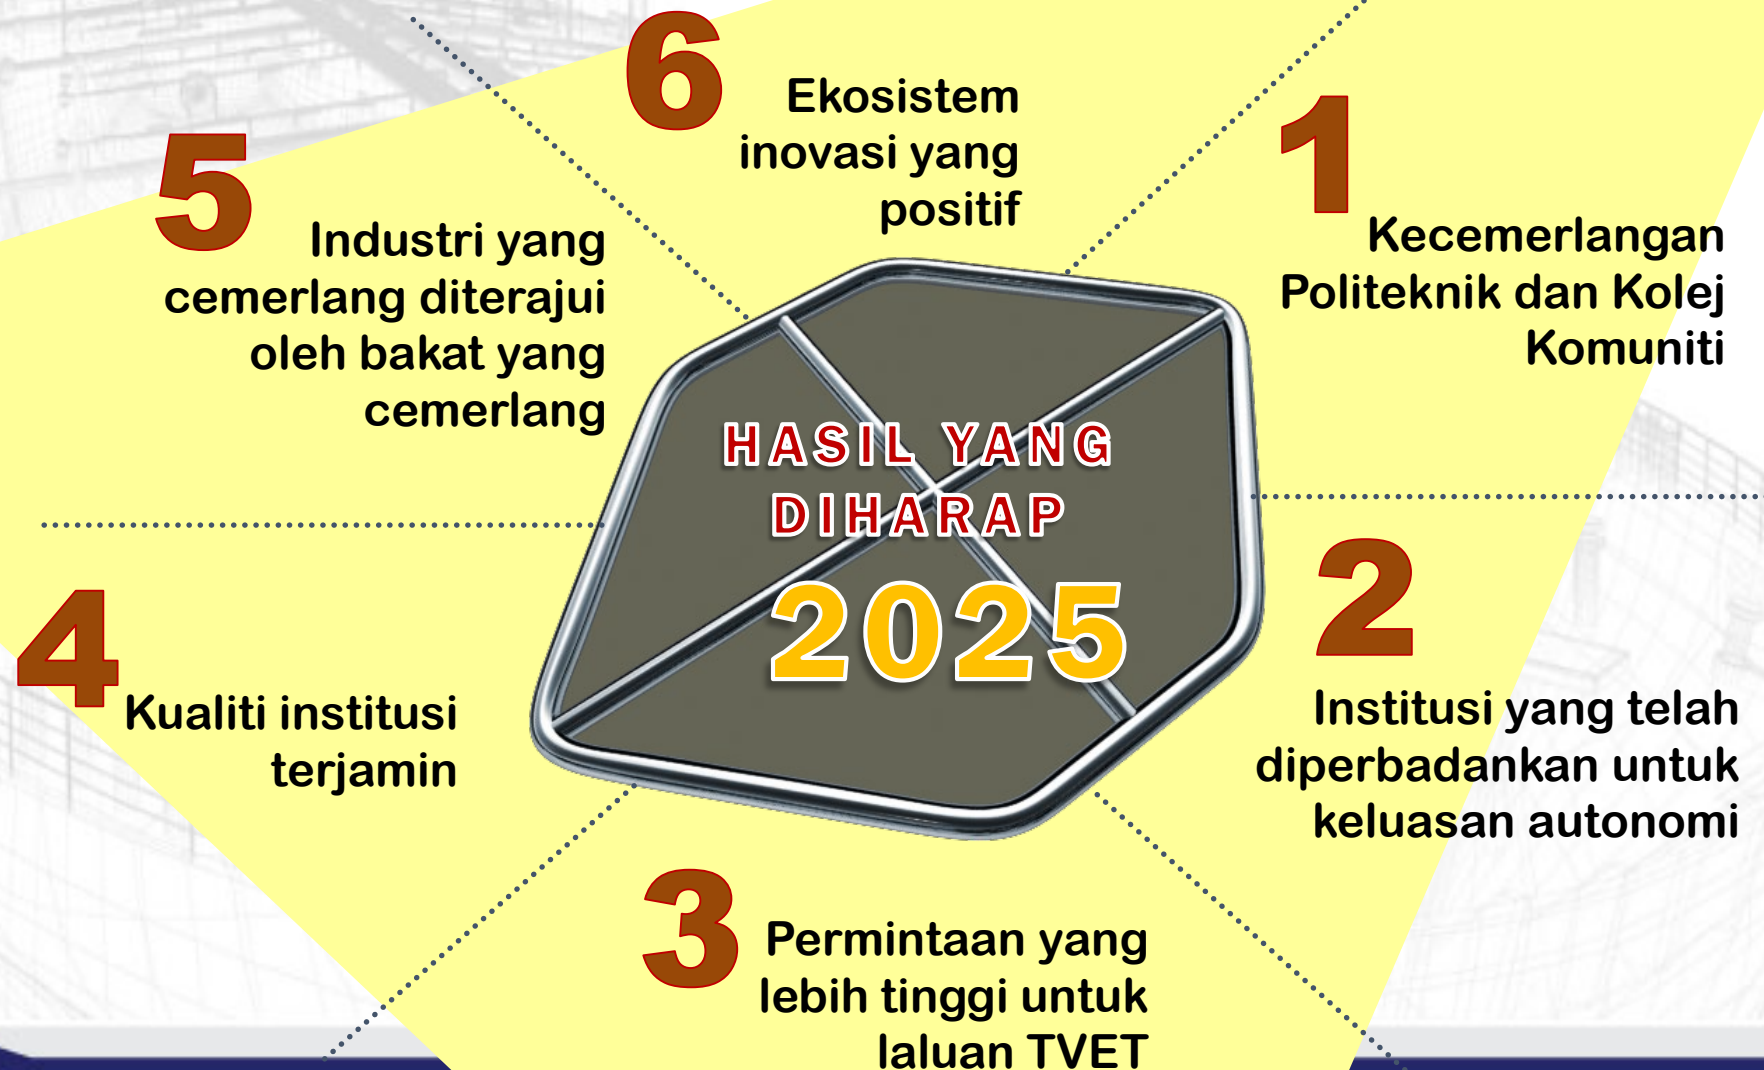 HASIL YANG
DIHARAP
2025
1
Kecemerlangan
Politeknik dan Kolej
Komuniti
2
Institusi yang telah
diperbadankan untuk
keluasan autonomi
3
Permintaan yang
lebih tinggi untuk
laluan TVET
4
Kualiti institusi
terjamin
5
Industri yang
cemerlang diterajui
oleh bakat yang
cemerlang
6
Ekosistem
inovasi yang
positif